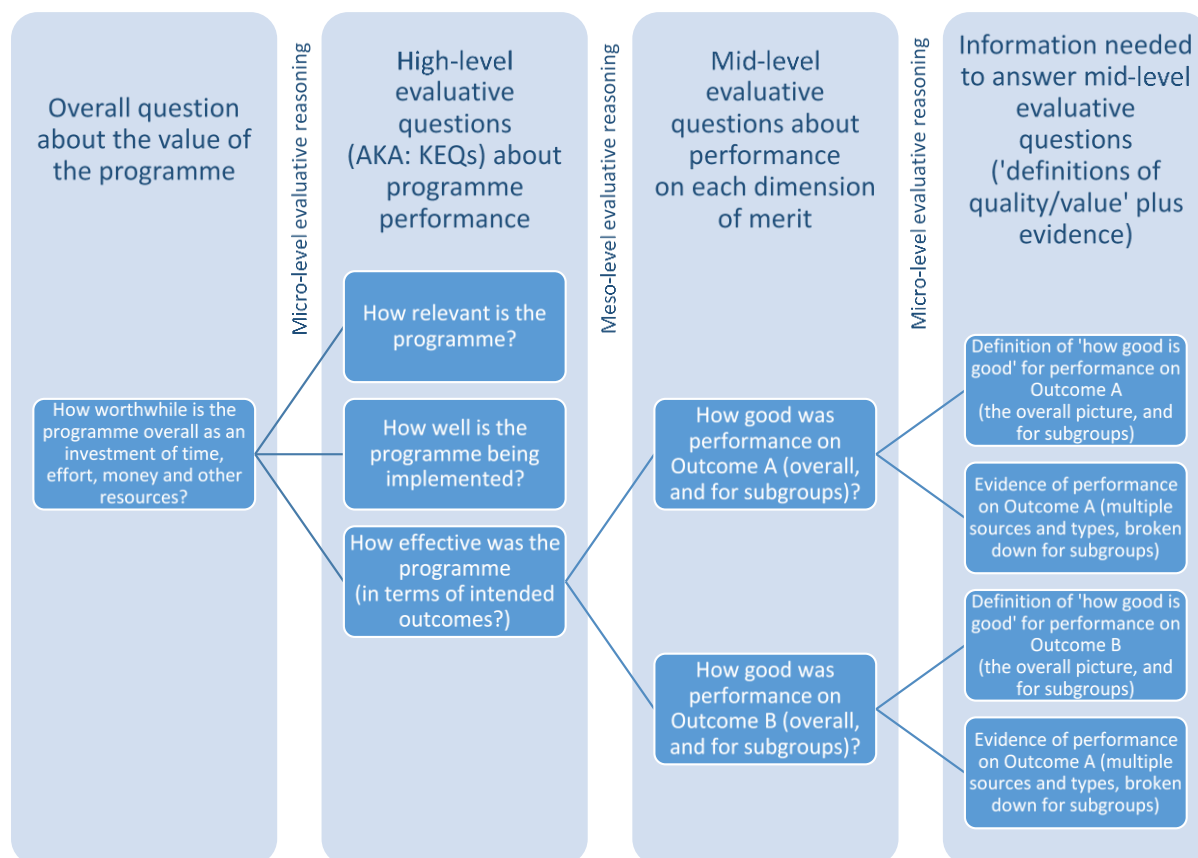 Overall question
about the value of
the programme
How worthwhile is the
programme overall as an
investment of time,
effort, money and other
resources?
Micro-level evaluative reasoning
High-level
evaluative
questions
(AKA: KEQs) about
programme
performance
How relevant is the
programme?
How well is the
programme being
implemented?
How effective was the
programme
(in terms of intended
outcomes?)
Meso-level evaluative reasoning
Mid-level
evaluative
questions about
performance
on each dimension
of merit
How good was
performance on
Outcome A (overall,
and for subgroups)?
How good was
performance on
Outcome B (overall,
and for subgroups)?
Micro-level evaluative reasoning
Information needed
to answer mid-level
evaluative
questions
('definitions of
quality/value' plus
evidence)
Definition of 'how good is
good' for performance on
Outcome A
(the overall picture, and
for subgroups)
Evidence of performance
on Outcome A (multiple
sources and types, broken
down for subgroups)
Definition of 'how good is
good' for performance on
Outcome B
(the overall picture, and
for subgroups)
Evidence of performance
on Outcome A (multiple
sources and types, broken
down for subgroups)